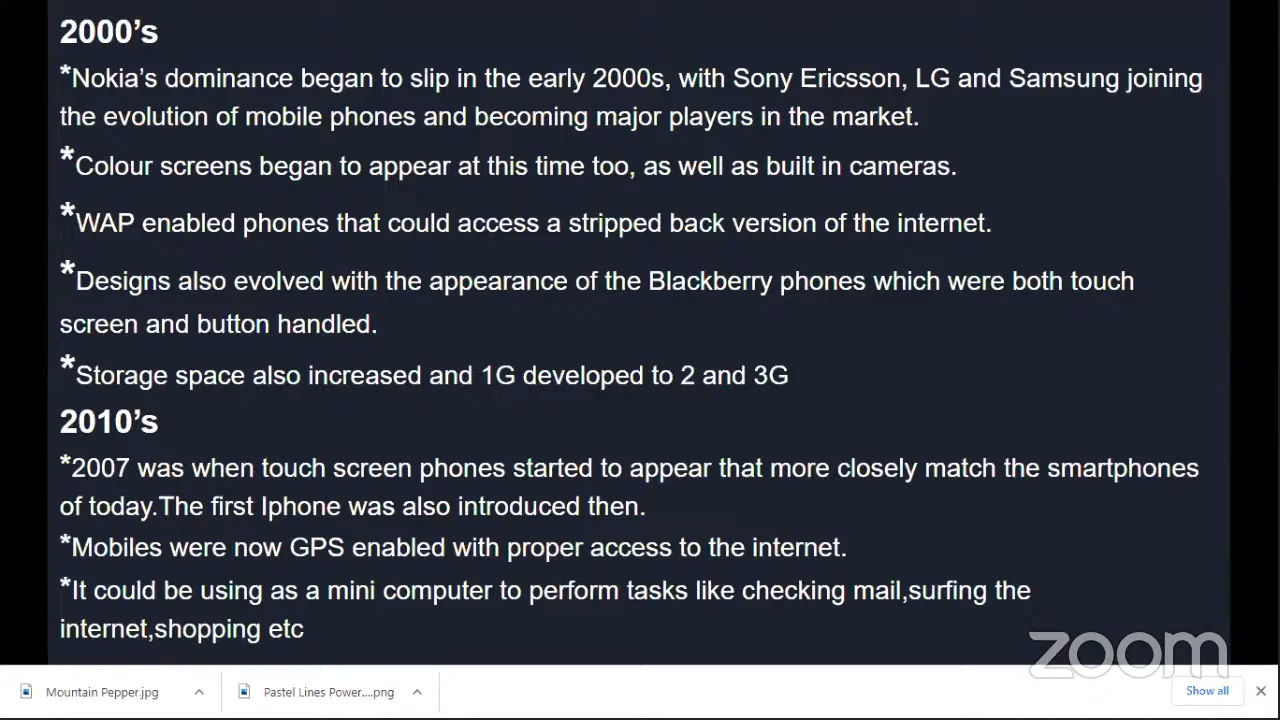 2000's
*Nokia's dominance began to slip in the early 2000s, with Sony Ericsson, LG and Samsung joining
the evolution of mobile phones and becoming major players in the market.
*Colour screens began to appear at this time too, as well as built in cameras.
*WAP enabled phones that could access a stripped back version of the internet.
*Designs also evolved with the appearance of the Blackberry phones which were both touch
screen and button handled.
*Storage space also increased and 1G developed to 2 and 3G
2010's
*2007 was when touch screen phones started to appear that more closely match the smartphones
of today.The first Iphone was also introduced then.
*Mobiles were now GPS enabled with proper access to the internet.
*It could be using as a mini computer to perform tasks like checking mail,surfing the
internet,shopping etc
zoom
Mountain Pepper.jpg
Pastel Lines Power....png
Show all